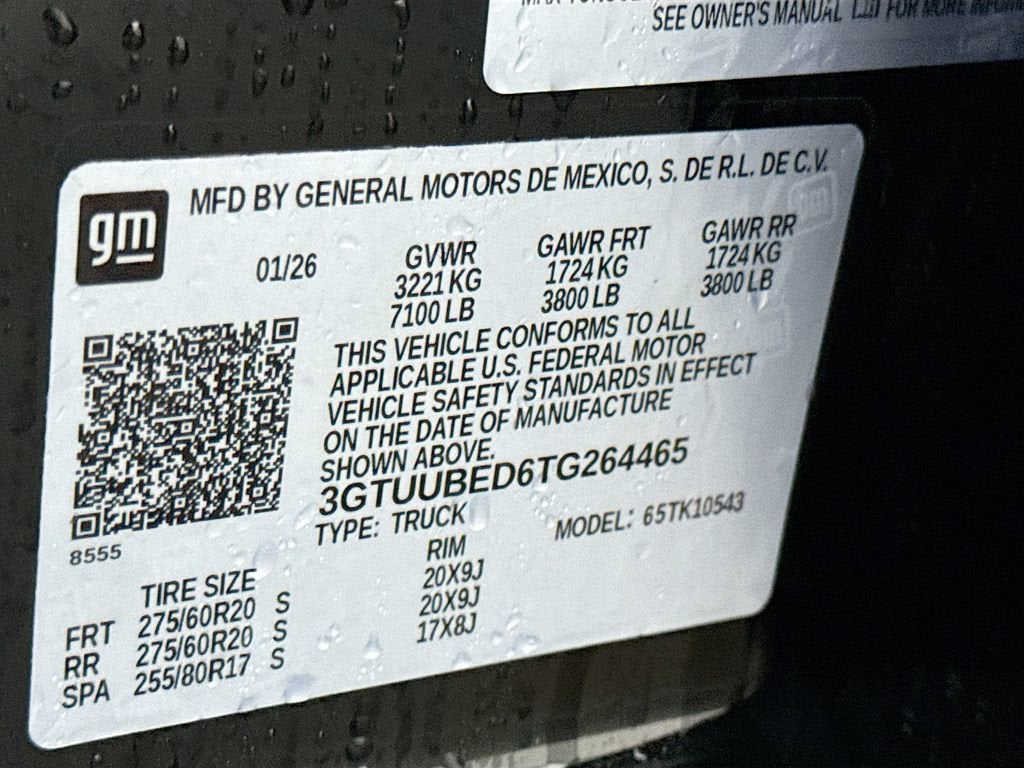 SEE OWNER'S MANUAL FOR MORE
gm
MFD BY GENERAL MOTORS DE MEXICO, S. DE R.L. DE C.V.
01/26
GVWR GAWR FRT GAWR RR
3221 KG 1724 KG 1724 KG
7100 LB 3800 LB 3800 LB
THIS VEHICLE CONFORMS TO ALL
APPLICABLE U.S. FEDERAL MOTOR
VEHICLE SAFETY STANDARDS IN EFFECT
ON THE DATE OF MANUFACTURE
SHOWN ABOVE.
3GTUUBED6TG264465
TYPE: TRUCK MODEL: 65TK10543
8555
TIRE SIZE RIM
FRT 275/60R20 S 20X9J
RR 275/60R20 S 20X9J
SPA 255/80R17 S 17X8J